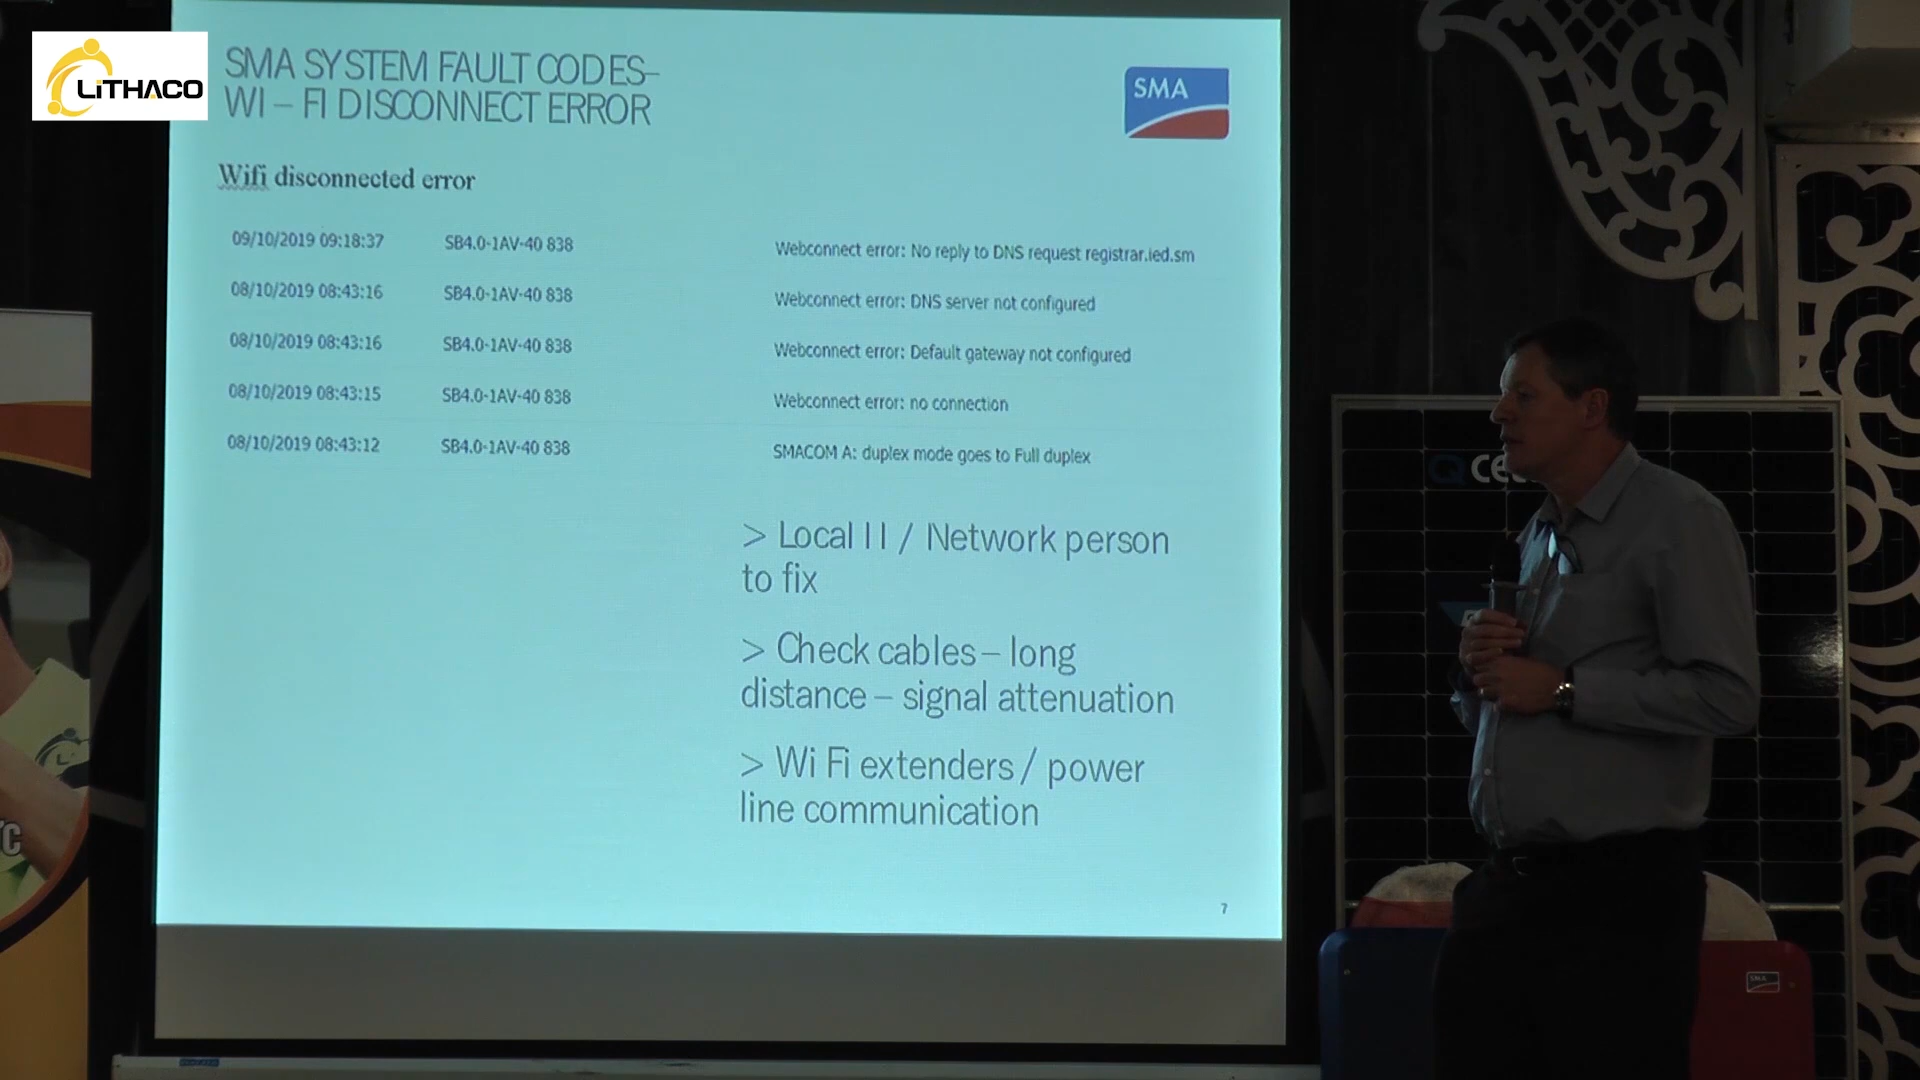 LiTHACO
SMA SYSTEM FAULT CODES–
WI – FI DISCONNECT ERROR
SMA
Wifi disconnected error
09/10/2019 09:18:37 SB4.0-1AV-40 838 Webconnect error: No reply to DNS request registrar.ied.sm
08/10/2019 08:43:16 SB4.0-1AV-40 838 Webconnect error: DNS server not configured
08/10/2019 08:43:16 SB4.0-1AV-40 838 Webconnect error: Default gateway not configured
08/10/2019 08:43:15 SB4.0-1AV-40 838 Webconnect error: no connection
08/10/2019 08:43:12 SB4.0-1AV-40 838 SMACOM A: duplex mode goes to Full duplex
> Local IT / Network person
to fix
> Check cables – long
distance – signal attenuation
> Wi Fi extenders / power
line communication
7
SMA